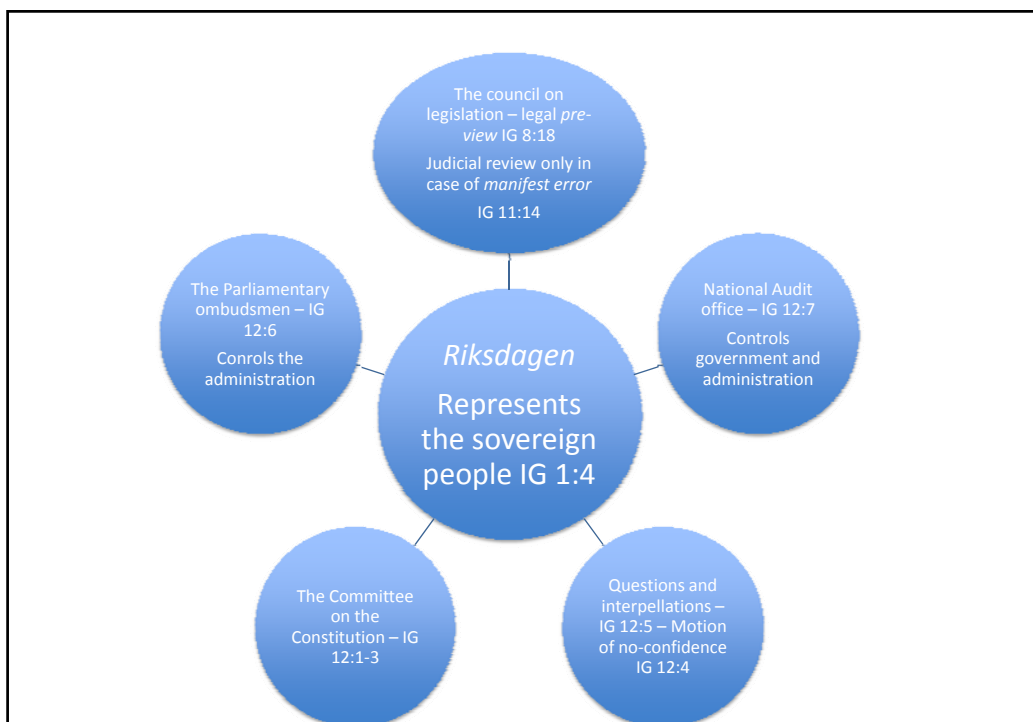 The council on
legislation – legal pre-
view IG 8:18
Judicial review only in
case of manifest error
IG 11:14
The Parliamentary
ombudsmen – IG
12:6
Conrols the
administration
National Audit
office – IG 12:7
Controls
government and
administration
Riksdagen
Represents
the sovereign
people IG 1:4
The Committee
on the
Constitution – IG
12:1-3
Questions and
interpellations –
IG 12:5 – Motion
of no-confidence
IG 12:4